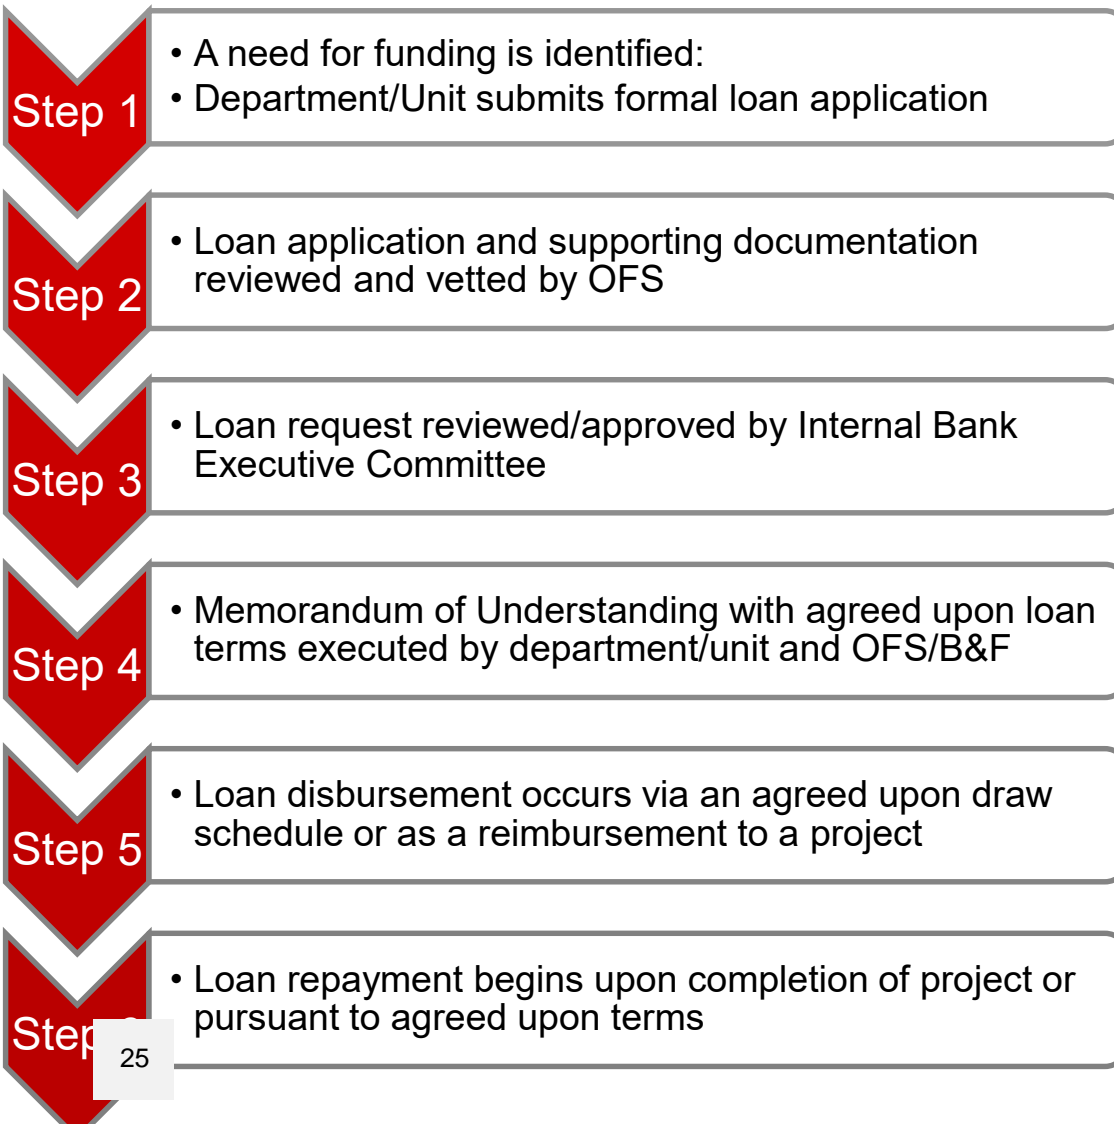 Step 1
• A need for funding is identified:
• Department/Unit submits formal loan application
Step 2
• Loan application and supporting documentation
reviewed and vetted by OFS
Step 3
• Loan request reviewed/approved by Internal Bank
Executive Committee
Step 4
• Memorandum of Understanding with agreed upon loan
terms executed by department/unit and OFS/B&F
Step 5
• Loan disbursement occurs via an agreed upon draw
schedule or as a reimbursement to a project
Step
• Loan repayment begins upon completion of project or
pursuant to agreed upon terms
25